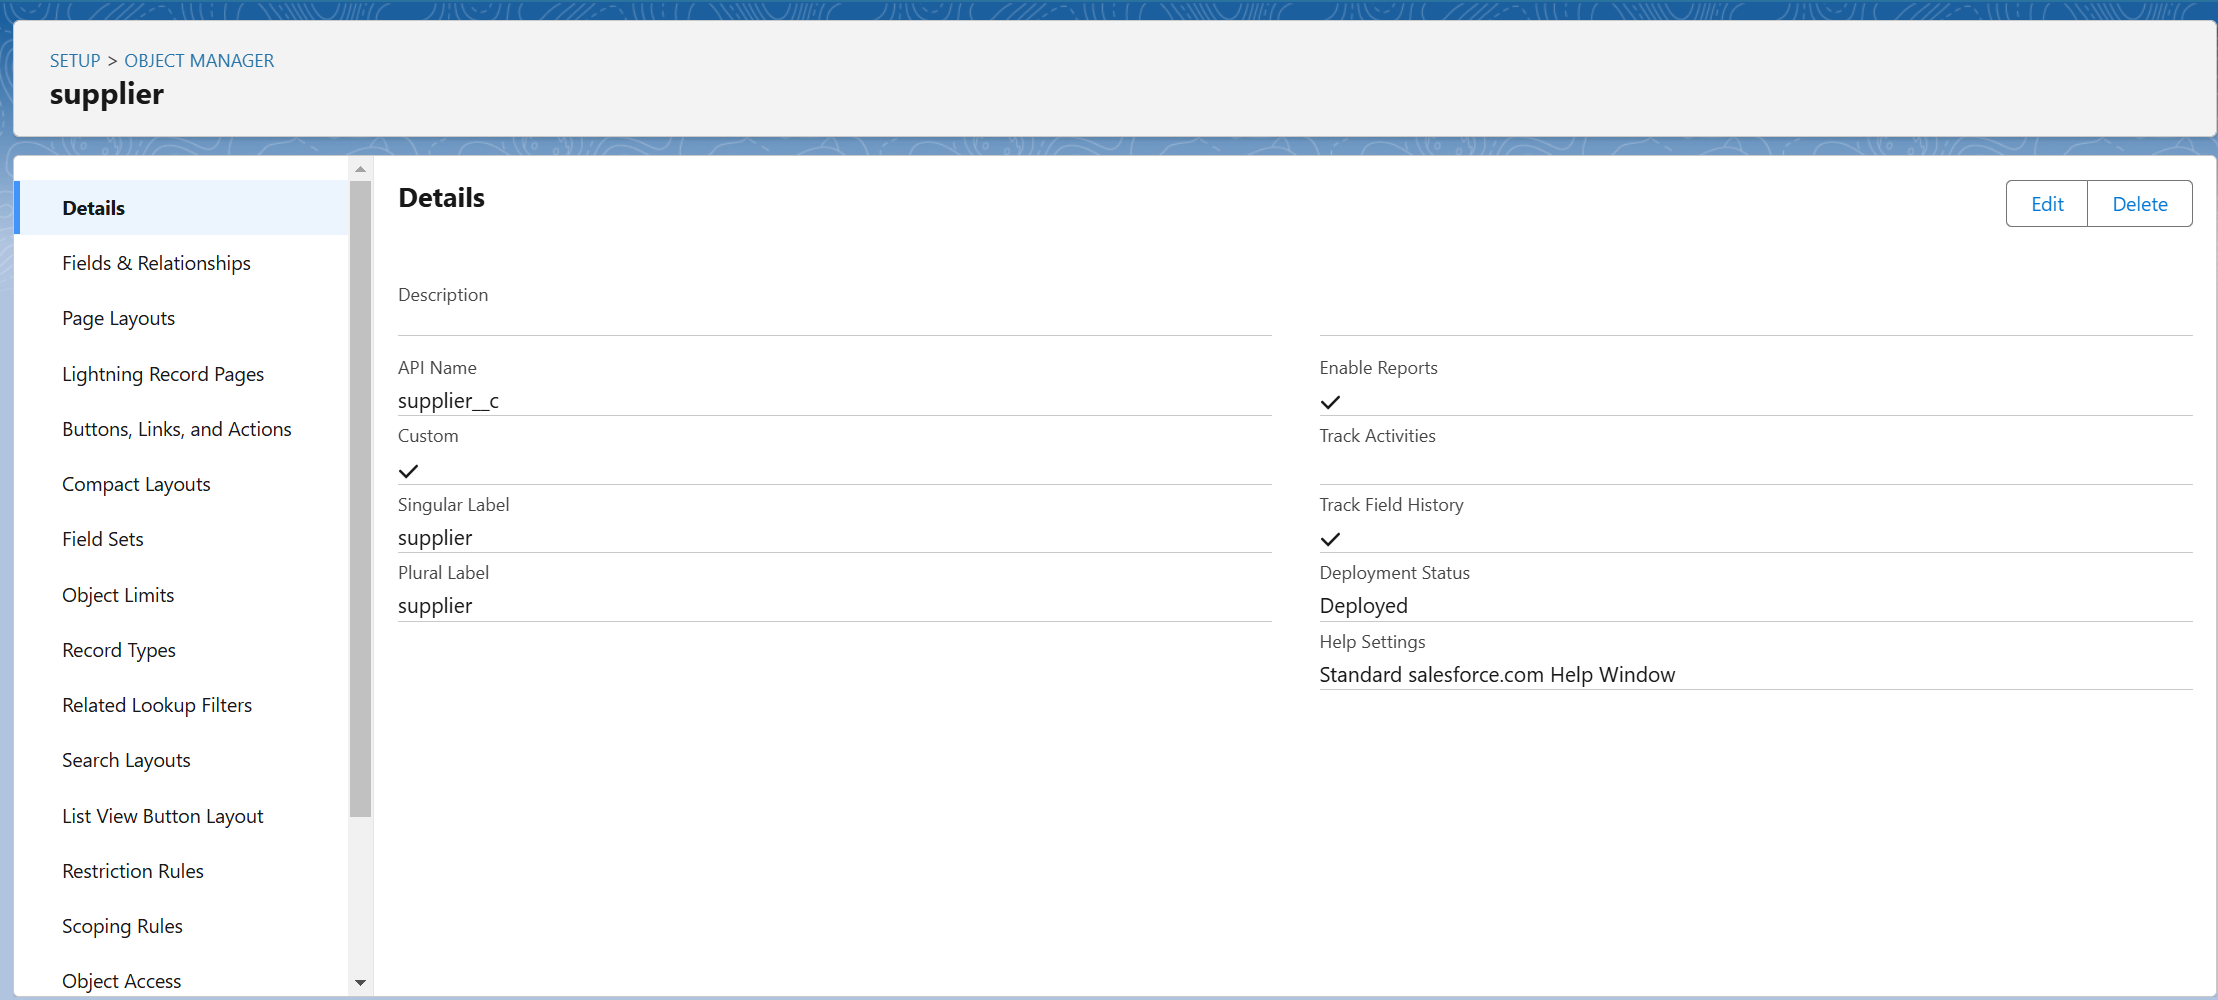 SETUP > OBJECT MANAGER
supplier
Details
Fields & Relationships
Page Layouts
Lightning Record Pages
Buttons, Links, and Actions
Compact Layouts
Field Sets
Object Limits
Record Types
Related Lookup Filters
Search Layouts
List View Button Layout
Restriction Rules
Scoping Rules
Object Access
Details
Edit
Delete
Description
API Name
supplier__c
Custom
Singular Label
supplier
Plural Label
supplier
Enable Reports
Track Activities
Track Field History
Deployment Status
Deployed
Help Settings
Standard salesforce.com Help Window